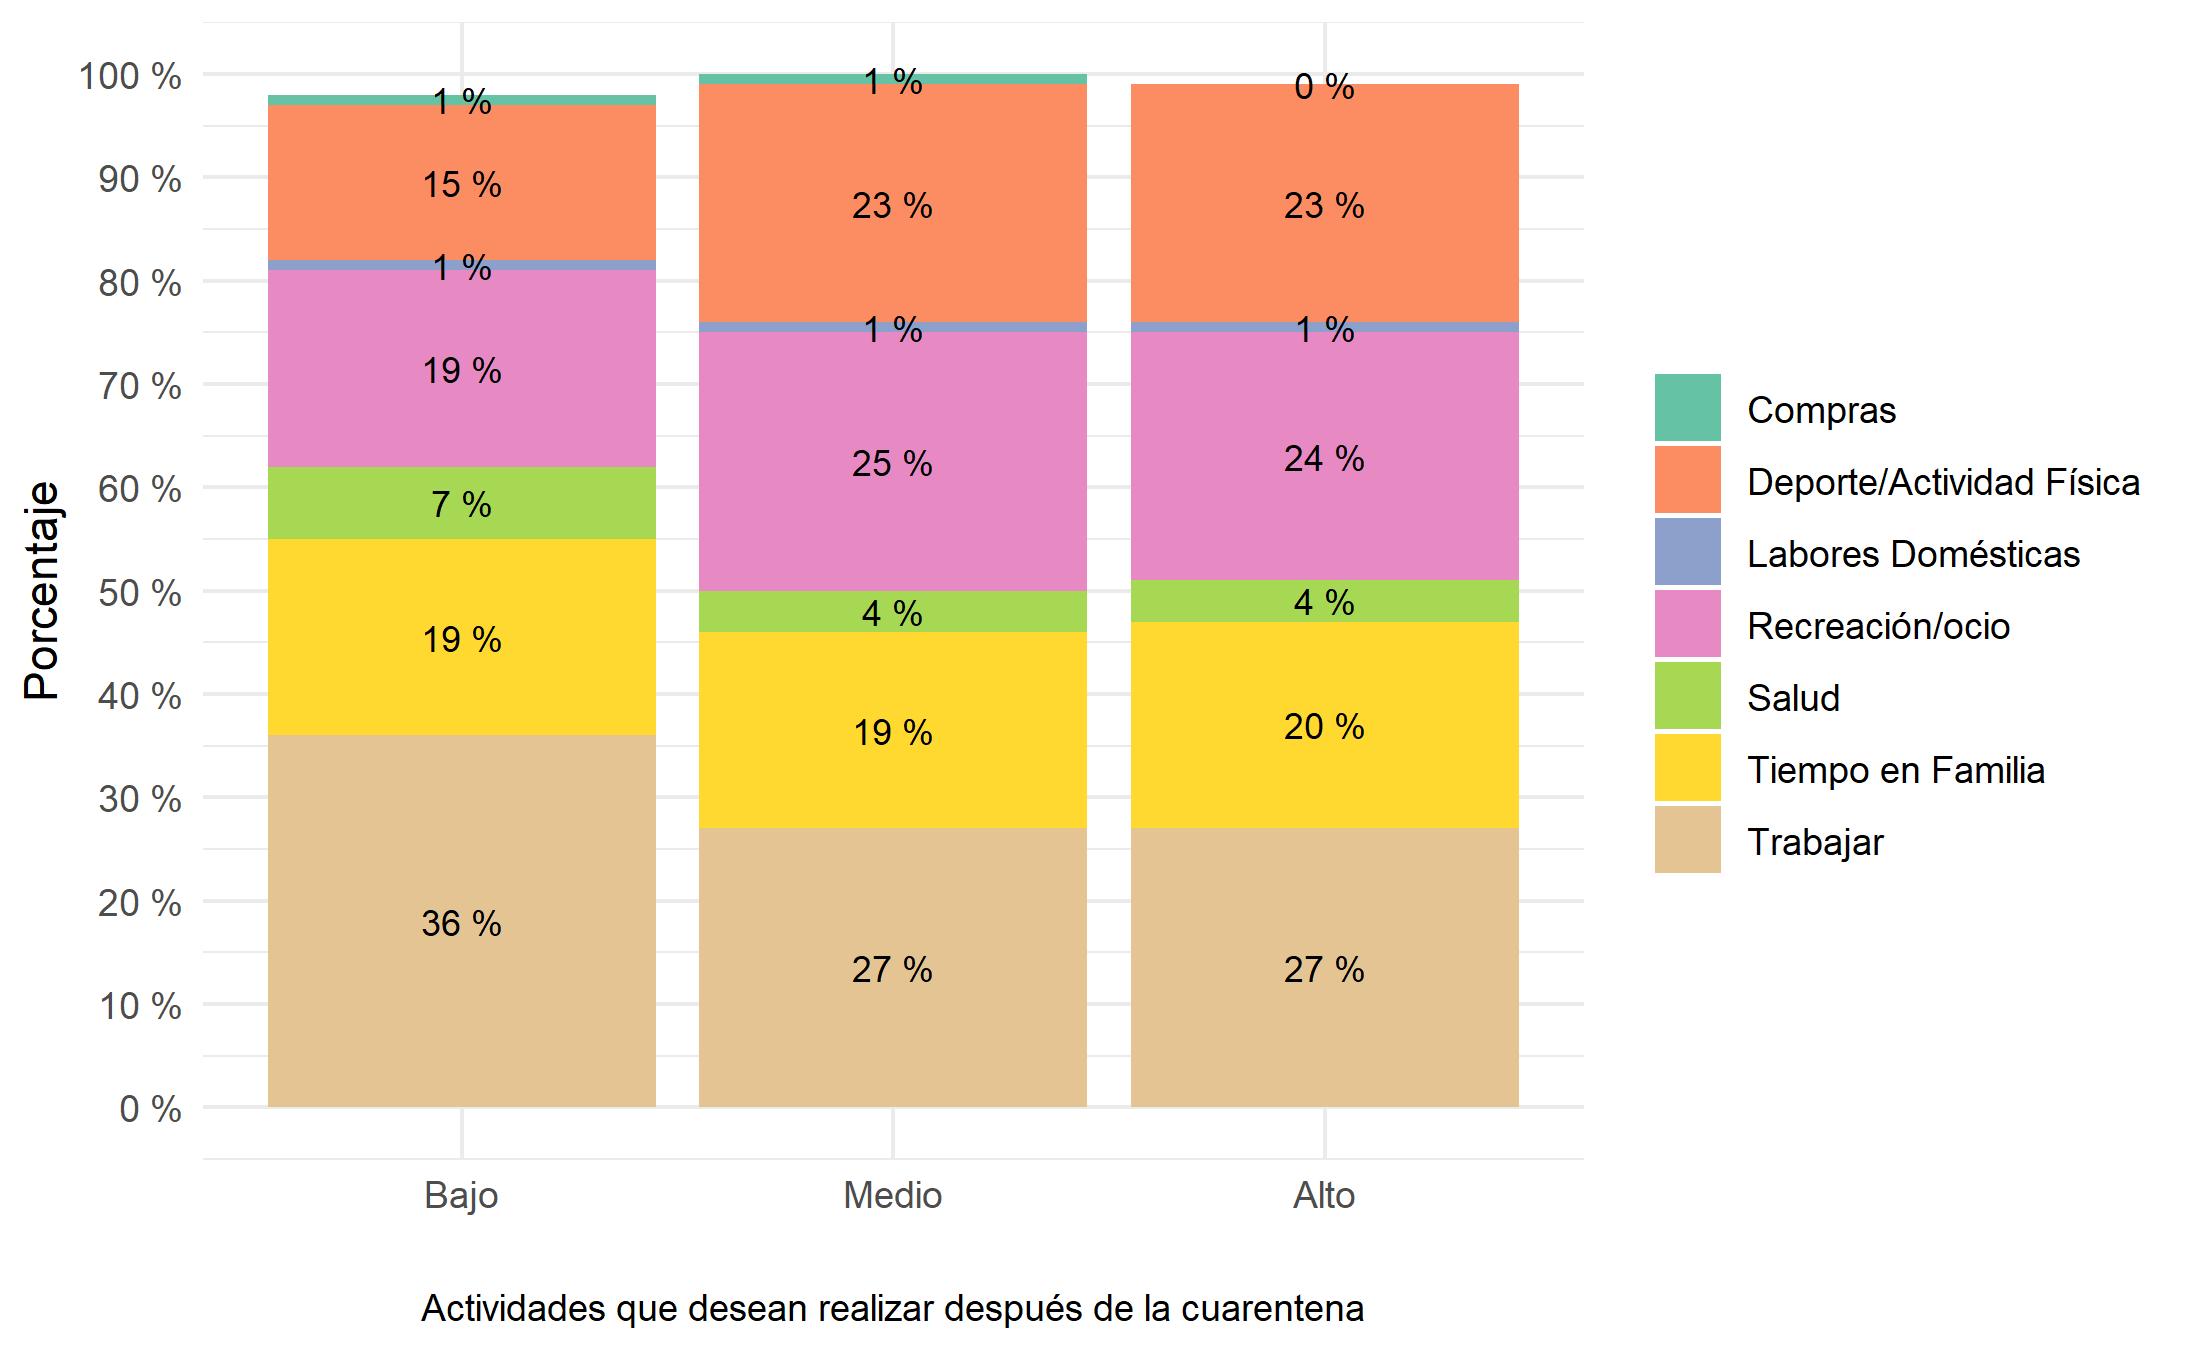 Porcentaje
100 %
90 %
80 %
70 %
60 %
50 %
40 %
30 %
20 %
10 %
0 %
1 %
15 %
1 %
19 %
7 %
19 %
36 %
1 %
23 %
1 %
25 %
4 %
19 %
27 %
0 %
23 %
1 %
24 %
4 %
20 %
27 %
Bajo
Medio
Alto
Actividades que desean realizar después de la cuarentena
Compras
Deporte/Actividad Física
Labores Domésticas
Recreación/ocio
Salud
Tiempo en Familia
Trabajar